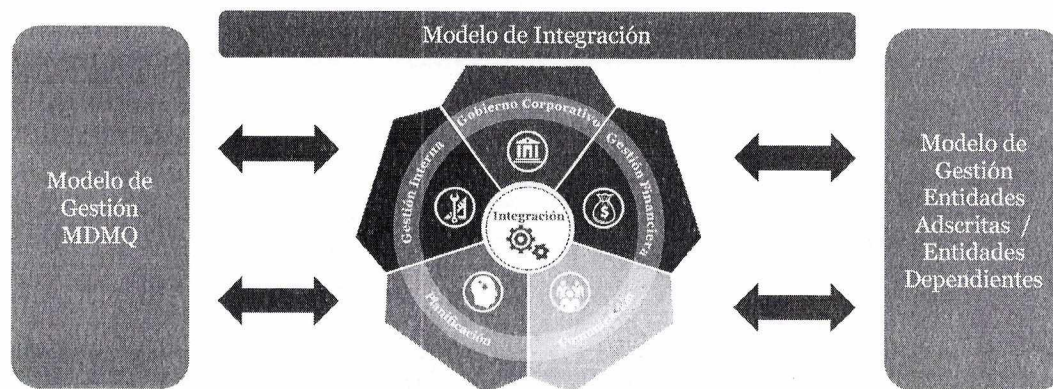 Modelo de Integración
Modelo de
Gestión
MDMQ
Gobierno Corporativo
Gestión Interna
Gestión Financiera
Integración
Planificación
Modelo de
Gestión
Entidades
Adscritas /
Entidades
Dependientes